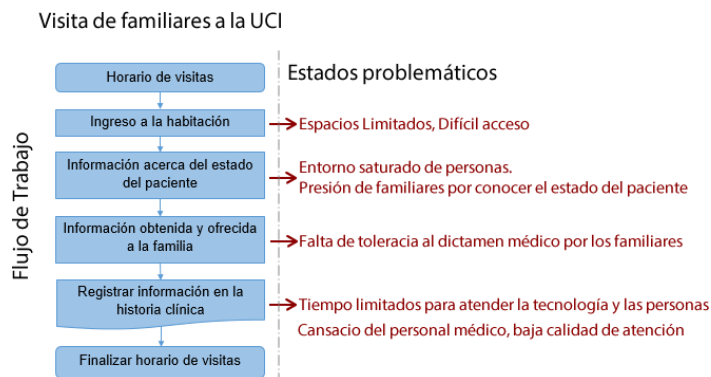 Visita de familiares a la UCI
Estados problemáticos
Flujo de Trabajo
Horario de visitas
Ingreso a la habitación
Espacios Limitados, Difícil acceso
Información acerca del estado
del paciente
Entorno saturado de personas.
Presión de familiares por conocer el estado del paciente
Información obtenida y ofrecida
a la familia
Falta de toleracia al dictamen médico por los familiares
Registrar información en la
historia clínica
Tiempo limitados para atender la tecnología y las personas
Cansacio del personal médico, baja calidad de atención
Finalizar horario de visitas